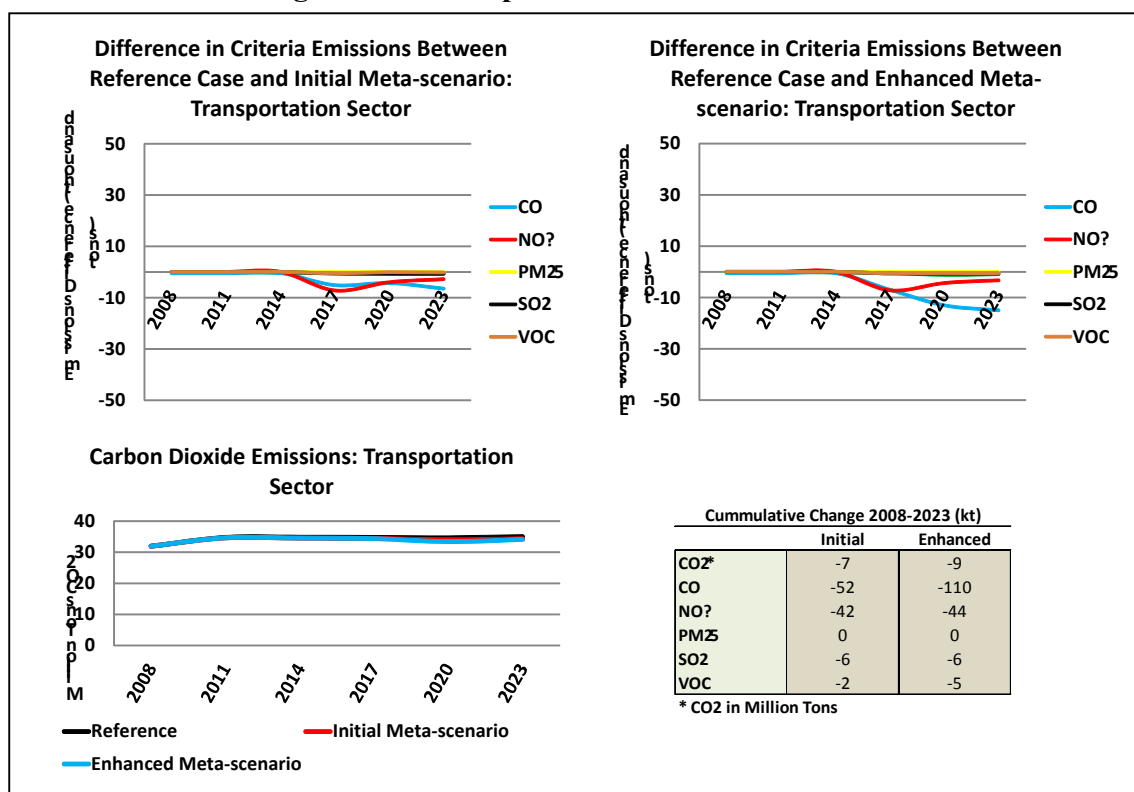 Difference in Criteria Emissions Between
Reference Case and Initial Meta-scenario:
Transportation Sector
50
30
10
-10
-30
-50
2008
2011
2014
2017
2020
2023
CO
NO?
PM25
SO2
VOC
Difference in Criteria Emissions Between
Reference Case and Enhanced Meta-
scenario: Transportation Sector
50
30
10
-10
-30
-50
2008
2011
2014
2017
2020
2023
CO
NO?
PM25
SO2
VOC
Carbon Dioxide Emissions: Transportation
Sector
40
30
20
10
0
2008
2011
2014
2017
2020
2023
Reference Initial Meta-scenario
Enhanced Meta-scenario
Cummulative Change 2008-2023 (kt)
Initial Enhanced
CO2* -7 -9
CO -52 -110
NO? -42 -44
PM25 0 0
SO2 -6 -6
VOC -2 -5
* CO2 in Million Tons